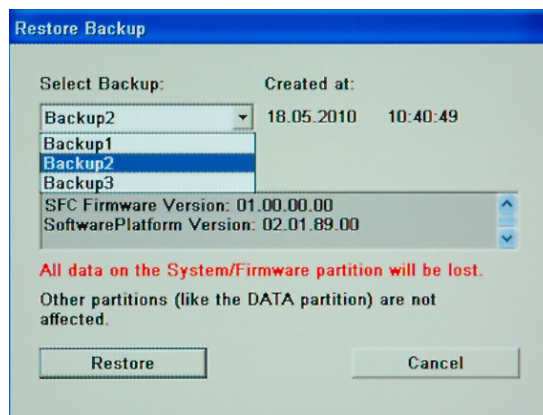 Restore Backup
Select Backup:
Created at:
Backup2
18.05.2010 10:40:49
Backup1
Backup2
Backup3
SFC Firmware Version: 01.00.00.00
SoftwarePlatform Version: 02.01.89.00
All data on the System/Firmware partition will be lost.
Other partitions (like the DATA partition) are not
affected.
Restore
Cancel